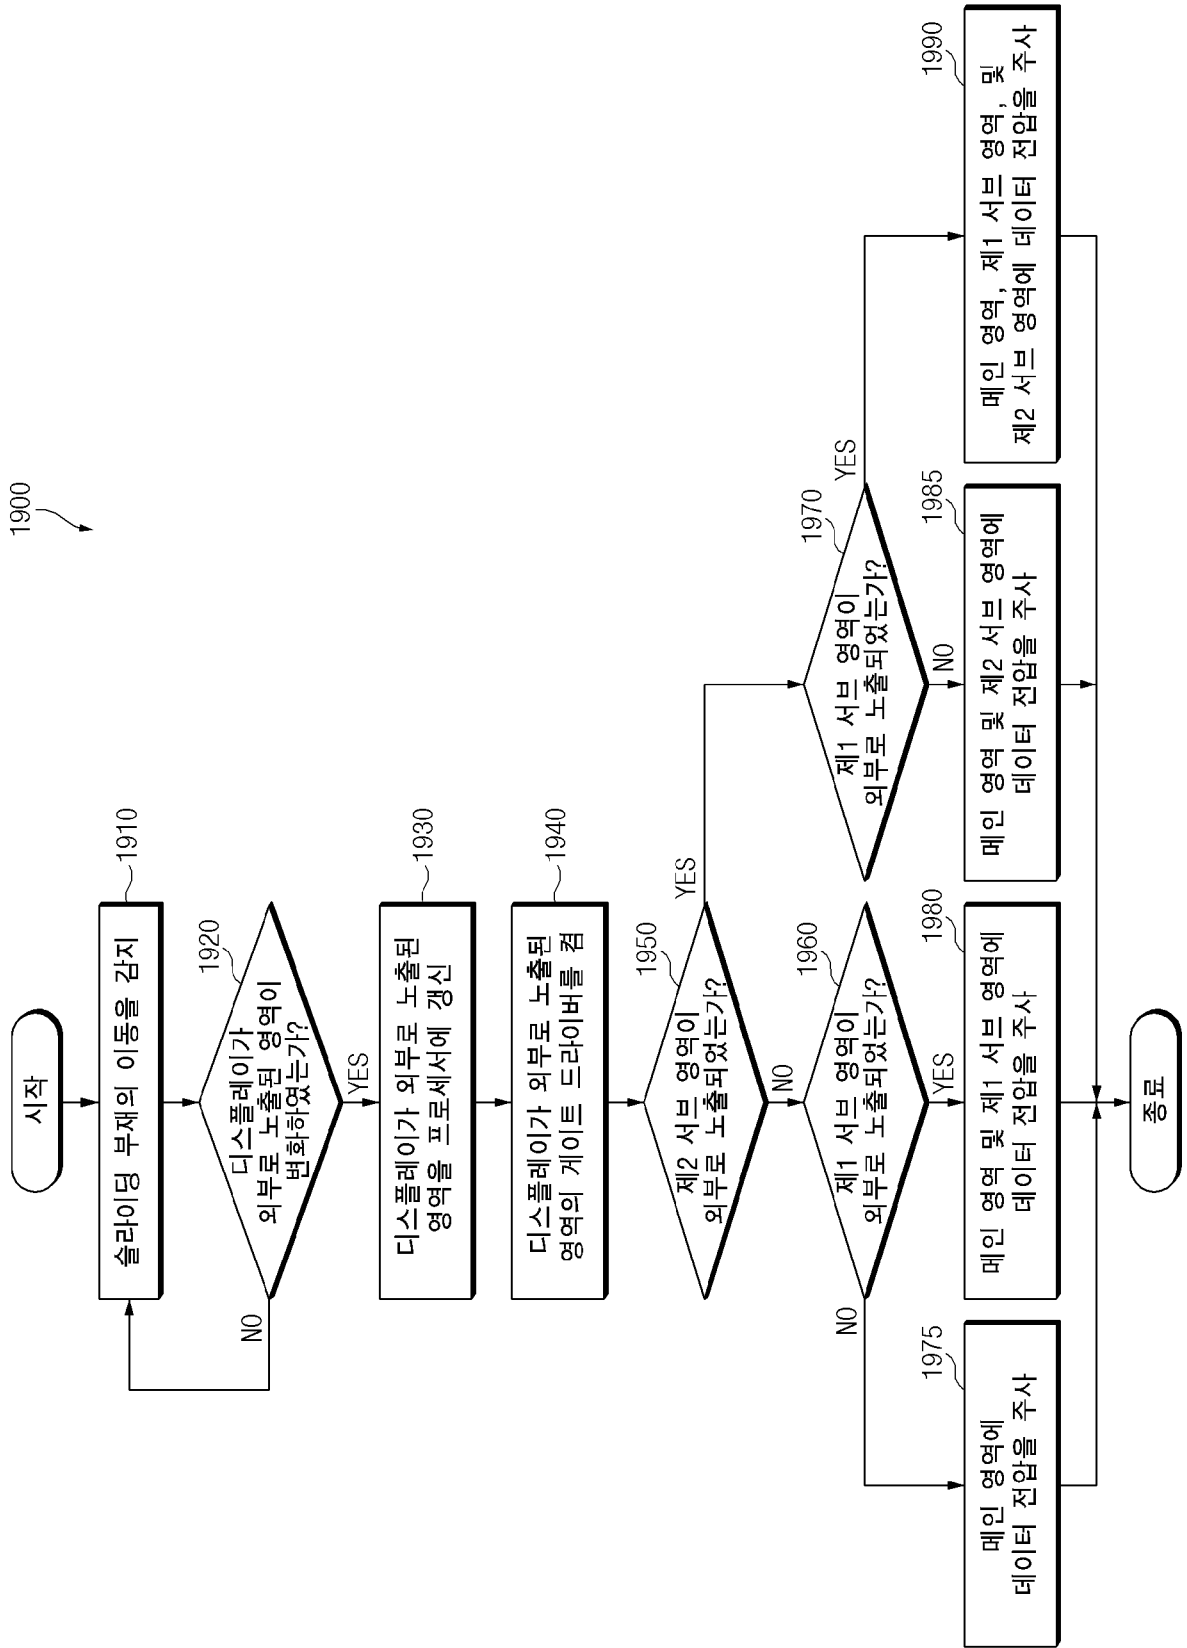 1900
시작
슬라이딩 부재의 이동을 감지
1910
디스플레이가
외부로 노출된 영역이
변화하였는가?
1920
NO
YES
디스플레이가 외부로 노출된
영역을 프로세서에 갱신
1930
디스플레이가 외부로 노출된
영역의 게이트 드라이버를 켬
1940
제2 서브 영역이
외부로 노출되었는가?
1950
YES
NO
제1 서브 영역이
외부로 노출되었는가?
1960
NO
YES
제1 서브 영역이
외부로 노출되었는가?
1970
YES
NO
메인 영역에
데이터 전압을 주사
1975
메인 영역 및 제1 서브 영역에
데이터 전압을 주사
1980
메인 영역 및 제2 서브 영역에
데이터 전압을 주사
1985
메인 영역, 제1 서브 영역, 및
제2 서브 영역에 데이터 전압을 주사
1990
종료